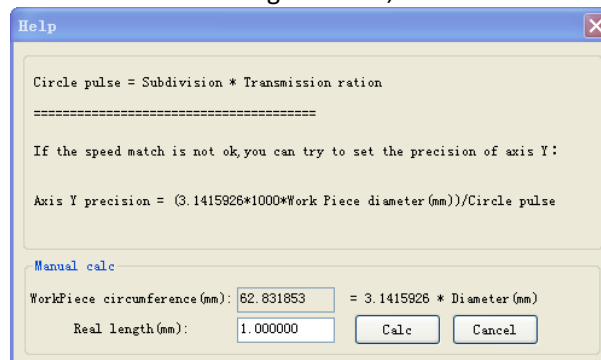 Help
Circle pulse = Subdivision * Transmission ration
=======================================
If the speed match is not ok,you can try to set the precision of axis Y:
Axis Y precision = (3.1415926*1000*Work Piece diameter(mm))/Circle pulse
Manual calc
WorkPiece circumference(mm): 62.831853 = 3.1415926 * Diameter(mm)
Real length(mm): 1.000000 Calc Cancel